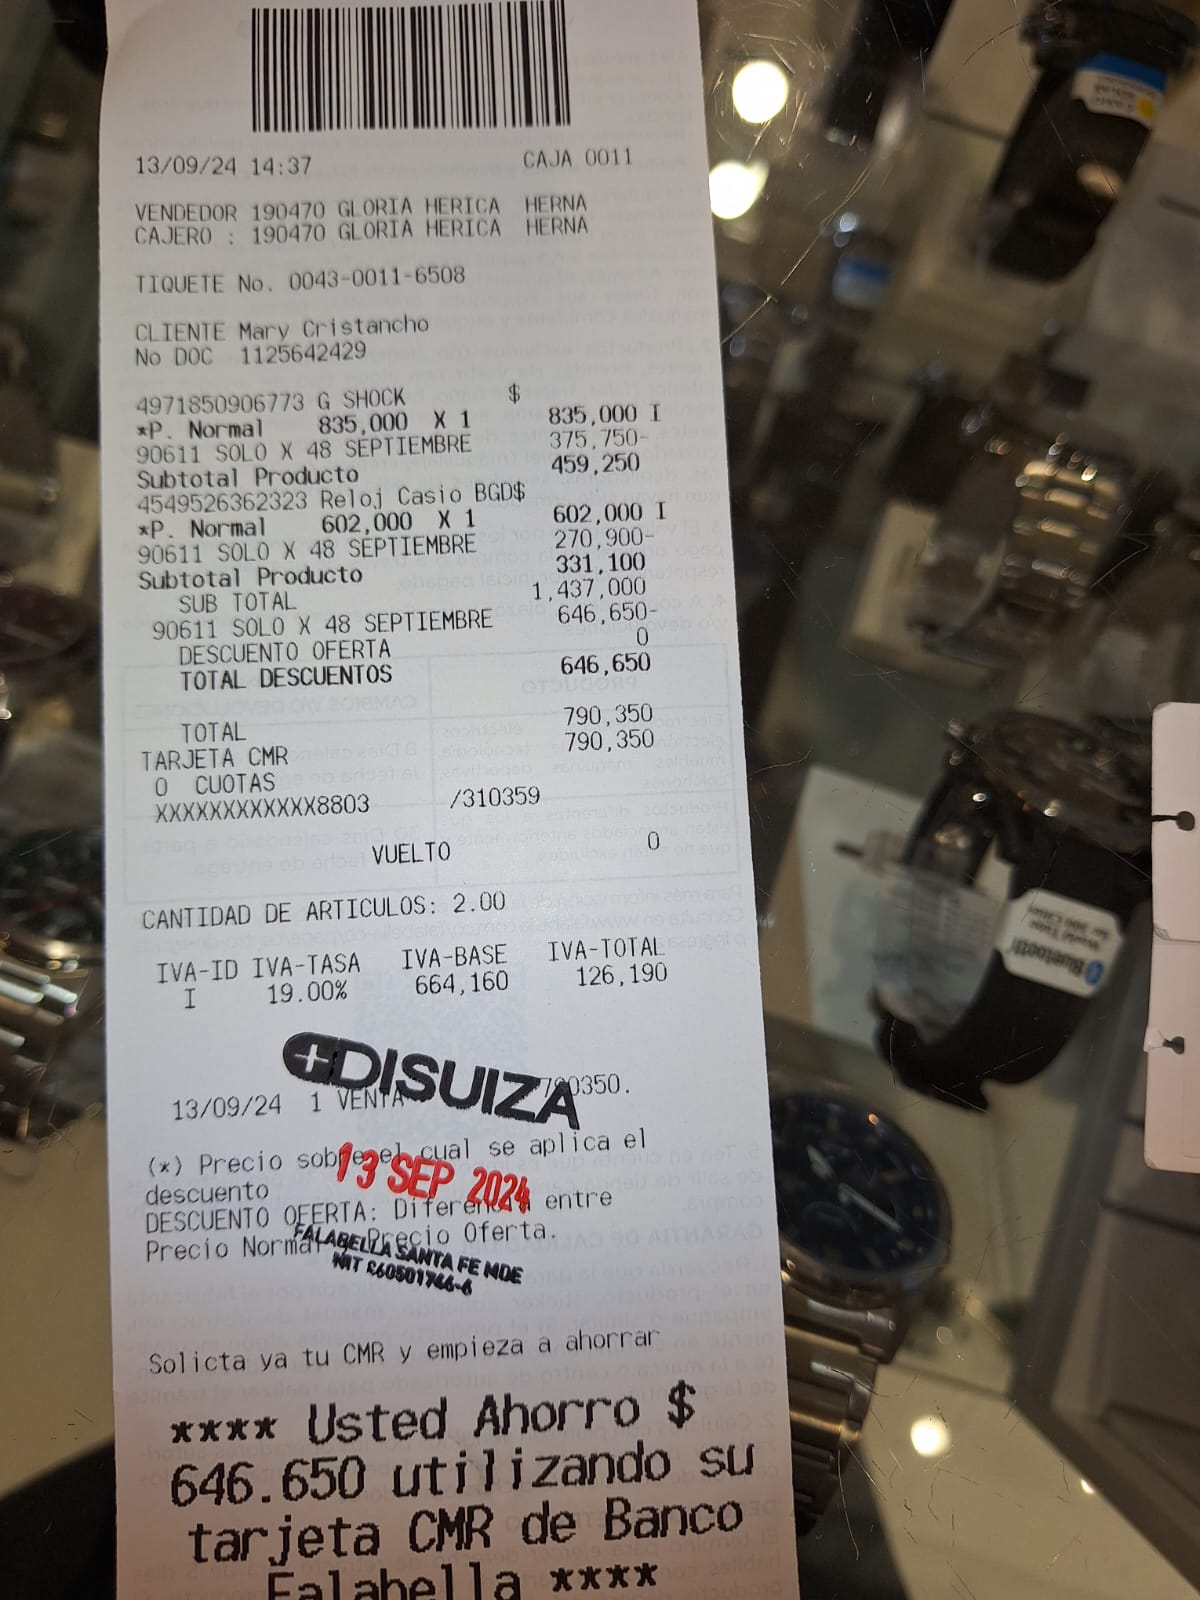 13/09/24 14:37 CAJA 0011
VENDEDOR 190470 GLORIA HERICA HERNA
CAJERO : 190470 GLORIA HERICA HERNA
TIQUETE No. 0043-0011-6508
CLIENTE Mary Cristancho
No DOC 1125642429
4971850906773 G SHOCK $
*P. Normal 835,000 X 1 835,000 I
90611 SOLO X 48 SEPTIEMBRE 375,750-
Subtotal Producto 459,250
4549526362323 Reloj Casio BGD$
*P. Normal 602,000 X 1 602,000 I
90611 SOLO X 48 SEPTIEMBRE 270,900-
Subtotal Producto 331,100
SUB TOTAL 1,437,000
90611 SOLO X 48 SEPTIEMBRE 646,650-
DESCUENTO OFERTA 0
TOTAL DESCUENTOS 646,650
TOTAL 790,350
TARJETA CMR 790,350
0 CUOTAS
XXXXXXXXXXXX8803 /310359
VUELTO 0
CANTIDAD DE ARTICULOS: 2.00
IVA-ID IVA-TASA IVA-BASE IVA-TOTAL
I 19.00% 664,160 126,190
+DISUIZA
13/09/24 1 VENTA 790350.
(*) Precio sobre el cual se aplica el
13 SEP 2024
descuento
DESCUENTO OFERTA: Diferencia entre
Precio Normal y Precio Oferta.
FALABELLA SANTA FE MDE
NIT
Solicta ya tu CMR y empieza a ahorrar
**** Usted Ahorro $
646.650 utilizando su
tarjeta CMR de Banco
Falabella ****
Bluetooth